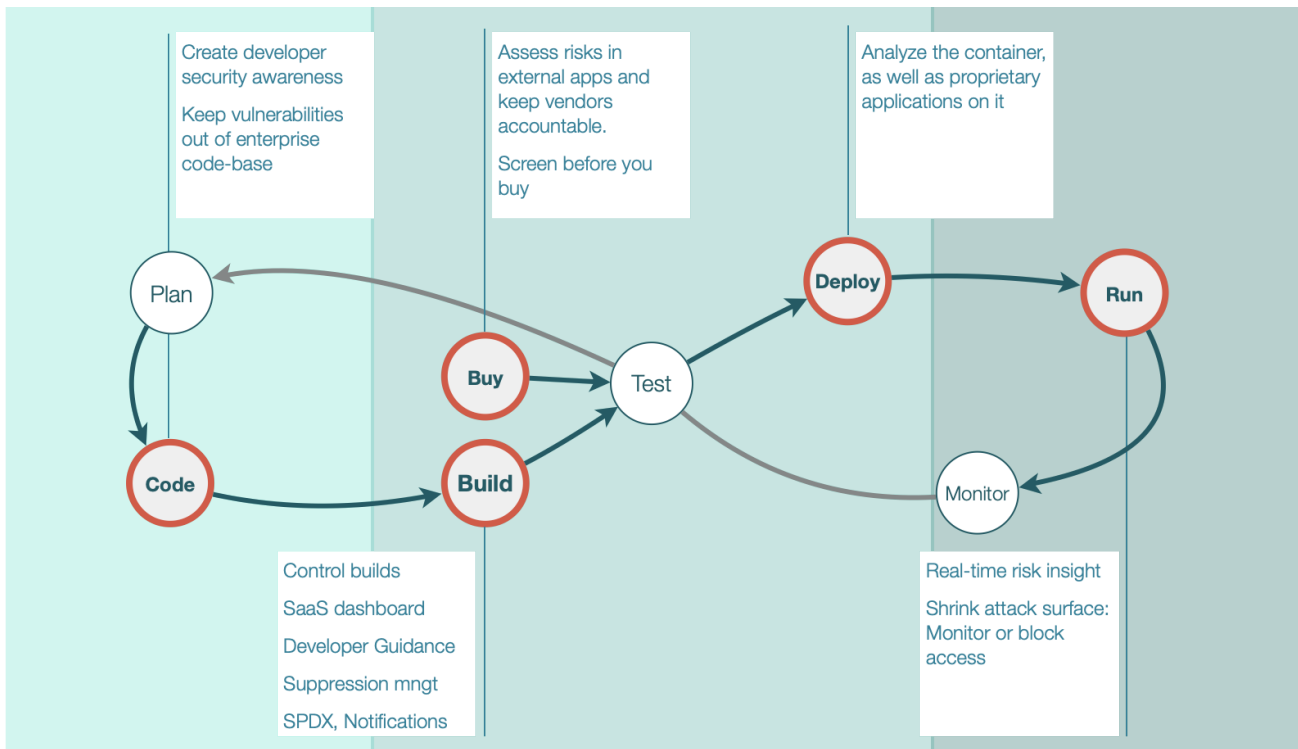 Create developer
security awareness
Keep vulnerabilities
out of enterprise
code-base
Assess risks in
external apps and
keep vendors
accountable.
Screen before you
buy
Analyze the container,
as well as proprietary
applications on it
Plan
Deploy
Run
Buy
Test
Code
Build
Monitor
Control builds
SaaS dashboard
Developer Guidance
Suppression mngt
SPDX, Notifications
Real-time risk insight
Shrink attack surface:
Monitor or block
access